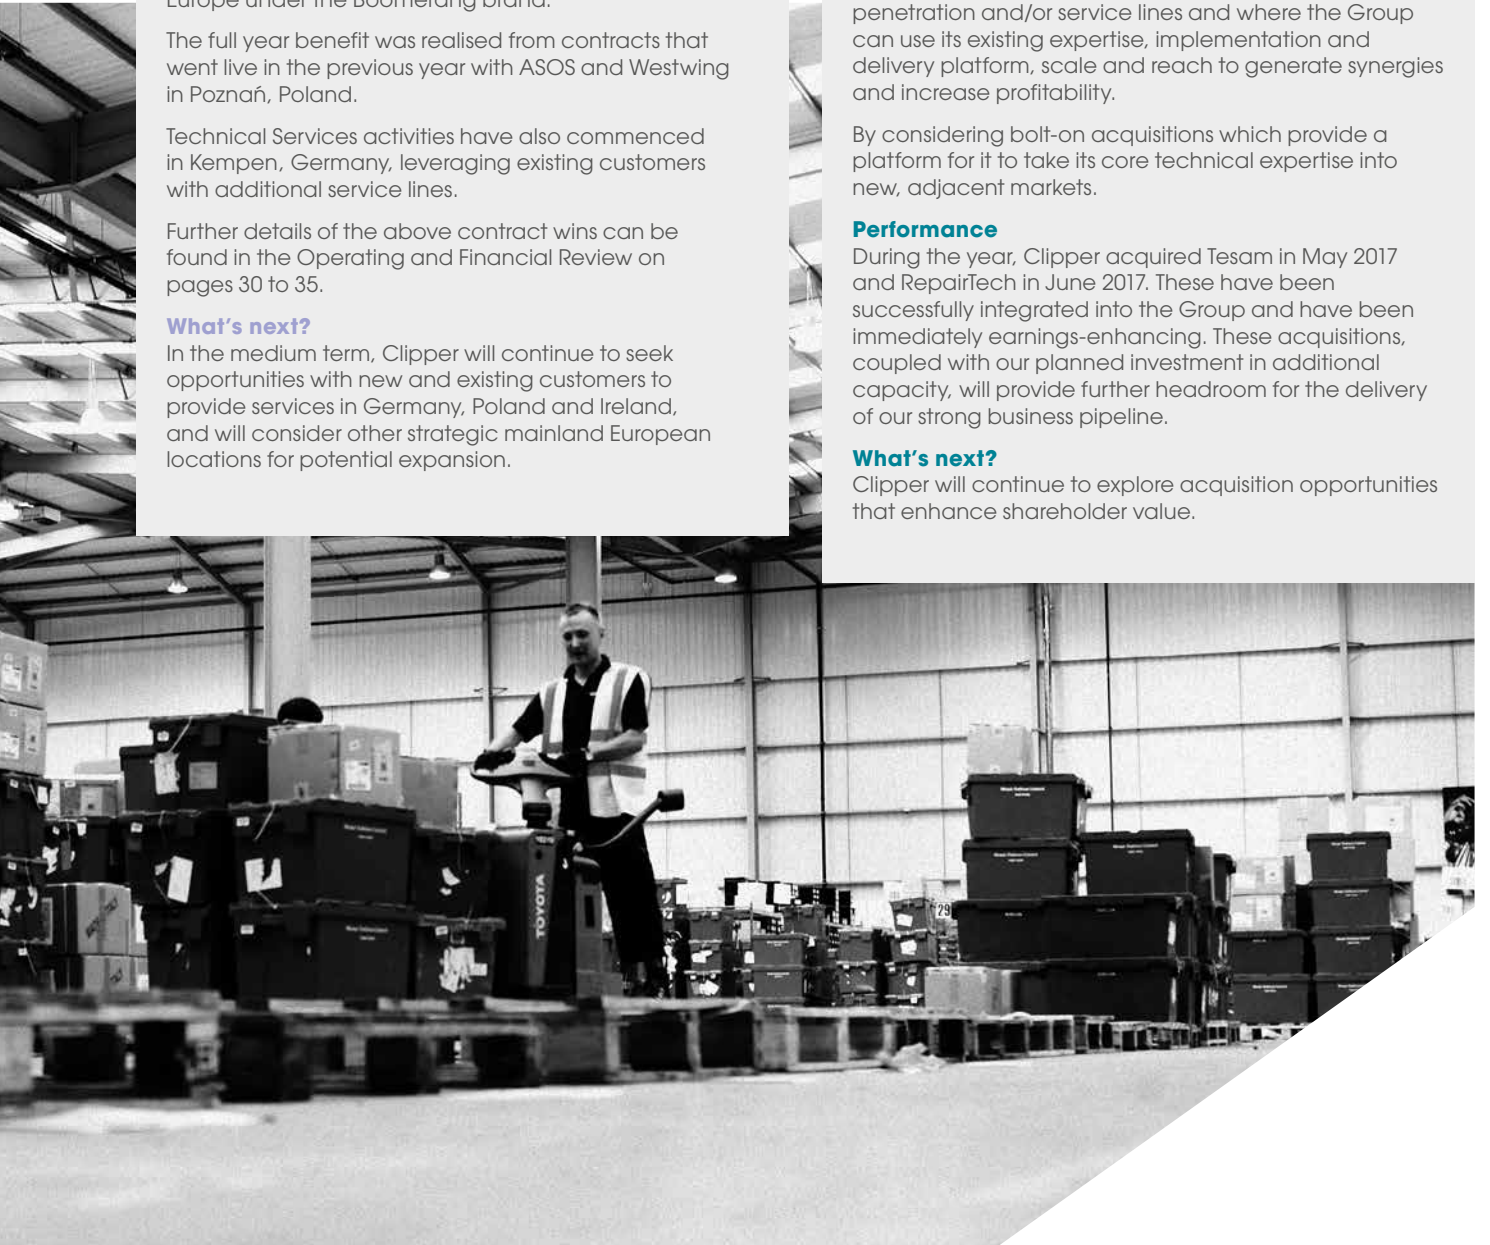 Europe under the Boomerang brand.
The full year benefit was realised from contracts that
went live in the previous year with ASOS and Westwing
in Poznań, Poland.
Technical Services activities have also commenced
in Kempen, Germany, leveraging existing customers
with additional service lines.
Further details of the above contract wins can be
found in the Operating and Financial Review on
pages 30 to 35.
What's next?
In the medium term, Clipper will continue to seek
opportunities with new and existing customers to
provide services in Germany, Poland and Ireland,
and will consider other strategic mainland European
locations for potential expansion.
penetration and/or service lines and where the Group
can use its existing expertise, implementation and
delivery platform, scale and reach to generate synergies
and increase profitability.
By considering bolt-on acquisitions which provide a
platform for it to take its core technical expertise into
new, adjacent markets.
Performance
During the year, Clipper acquired Tesam in May 2017
and RepairTech in June 2017. These have been
successfully integrated into the Group and have been
immediately earnings-enhancing. These acquisitions,
coupled with our planned investment in additional
capacity, will provide further headroom for the delivery
of our strong business pipeline.
What's next?
Clipper will continue to explore acquisition opportunities
that enhance shareholder value.
TOYOTA
29